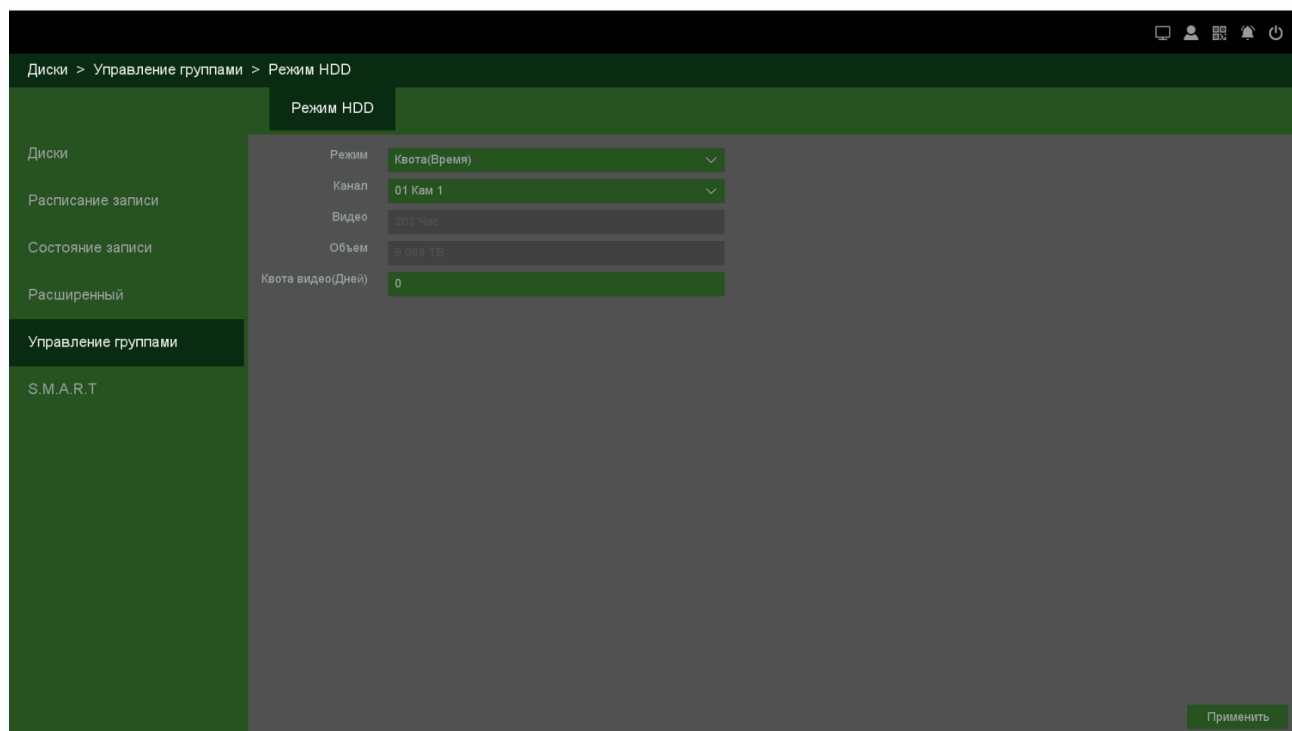 Диски > Управление группами > Режим HDD
Режим HDD
Диски
Расписание записи
Состояние записи
Расширенный
Управление группами
S.M.A.R.T
Режим Квота(Время)
Канал 01 Кам 1
Видео 203 Час
Объем 9.089 TB
Квота видео(Дней) 0
Применить